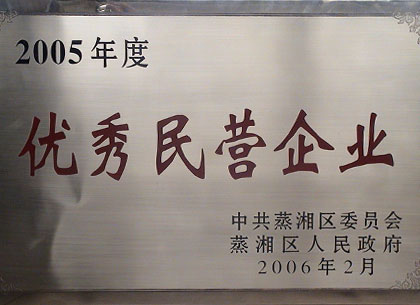 2005年度
优秀民营企业
中共蒸湘区委员会
蒸湘区人民政府
2006年2月